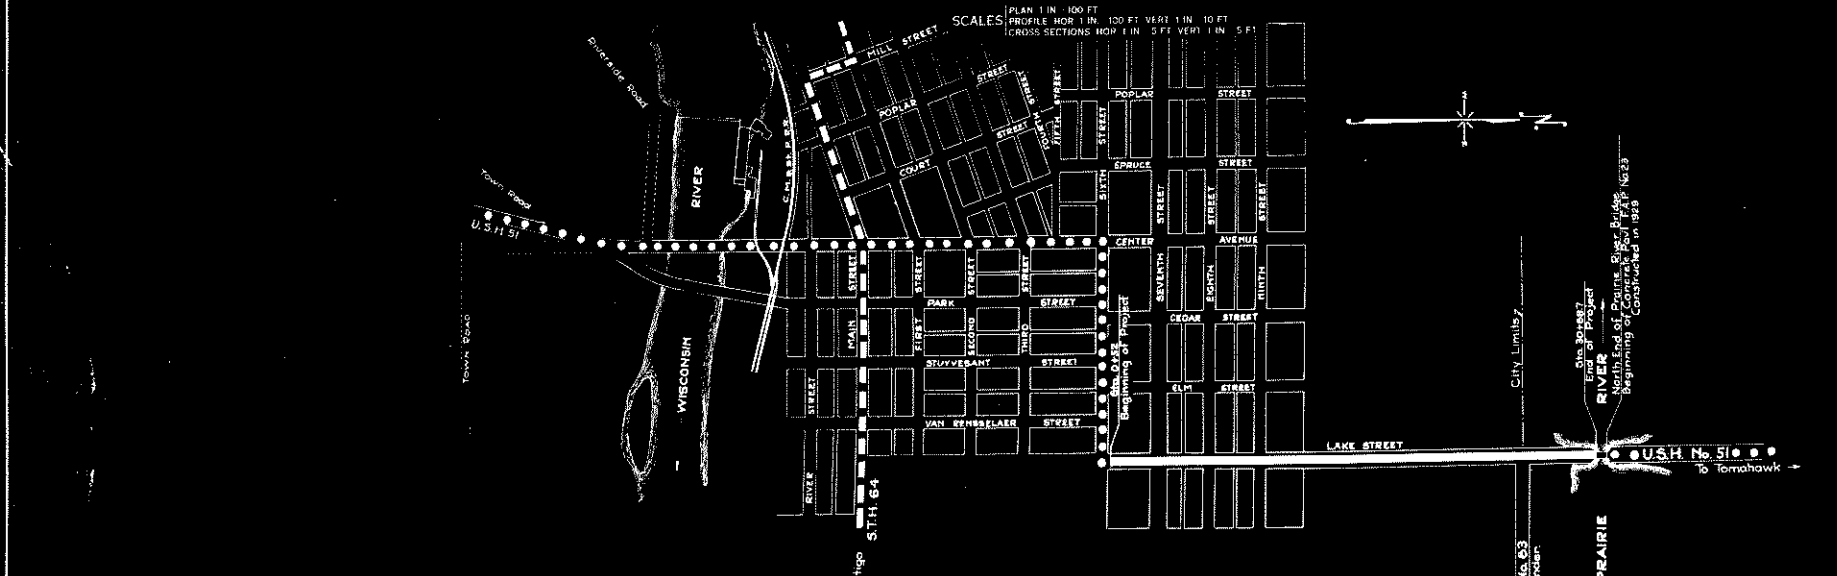 SCALES
PLAN 1 IN 100 FT
PROFILE HOR 1 IN. 100 FT VERT 1 IN 10 FT
CROSS SECTIONS HOR 1 IN 5 FT VERT 1 IN 5 FT
Riverside Road
MILL STREET
STREET
STREET
FOURTH
FIFTH STREET
POPLAR STREET
POPLAR
STREET
COURT
C.M. & St. P. R.R.
RIVER
Town Road
U.S.H 51
SIXTH STREET
SPRUCE STREET
SEVENTH STREET
EIGHTH STREET
NINTH STREET
CENTER AVENUE
N
TOWN ROAD
WISCONSIN
MAIN STREET
FIRST STREET
SECOND STREET
THIRD STREET
PARK STREET
CEDAR STREET
STUYVESANT STREET
ELM STREET
VAN RENSSELAER STREET
RIVER STREET
S.T.H. 64
tigo
Sta. 0+52
Beginning of Project
LAKE STREET
City Limits
End of Project
RIVER
North End of Prairie River Bridge
Beginning of Concrete Pav't F.A.P. No. 23
Constructed in 1929
U.S.H. No. 51
To Tomahawk
PRAIRIE
63